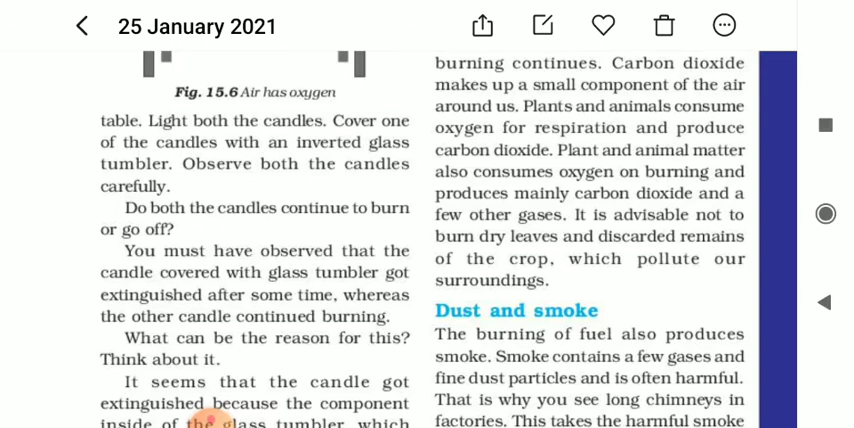 25 January 2021
Fig. 15.6 Air has oxygen
table. Light both the candles. Cover one
of the candles with an inverted glass
tumbler. Observe both the candles
carefully.
Do both the candles continue to burn
or go off?
You must have observed that the
candle covered with glass tumbler got
extinguished after some time, whereas
the other candle continued burning.
What can be the reason for this?
Think about it.
It seems that the candle got
extinguished because the component
inside of the glass tumbler, which
burning continues. Carbon dioxide
makes up a small component of the air
around us. Plants and animals consume
oxygen for respiration and produce
carbon dioxide. Plant and animal matter
also consumes oxygen on burning and
produces mainly carbon dioxide and a
few other gases. It is advisable not to
burn dry leaves and discarded remains
of the crop, which pollute our
surroundings.
Dust and smoke
The burning of fuel also produces
smoke. Smoke contains a few gases and
fine dust particles and is often harmful.
That is why you see long chimneys in
factories. This takes the harmful smoke